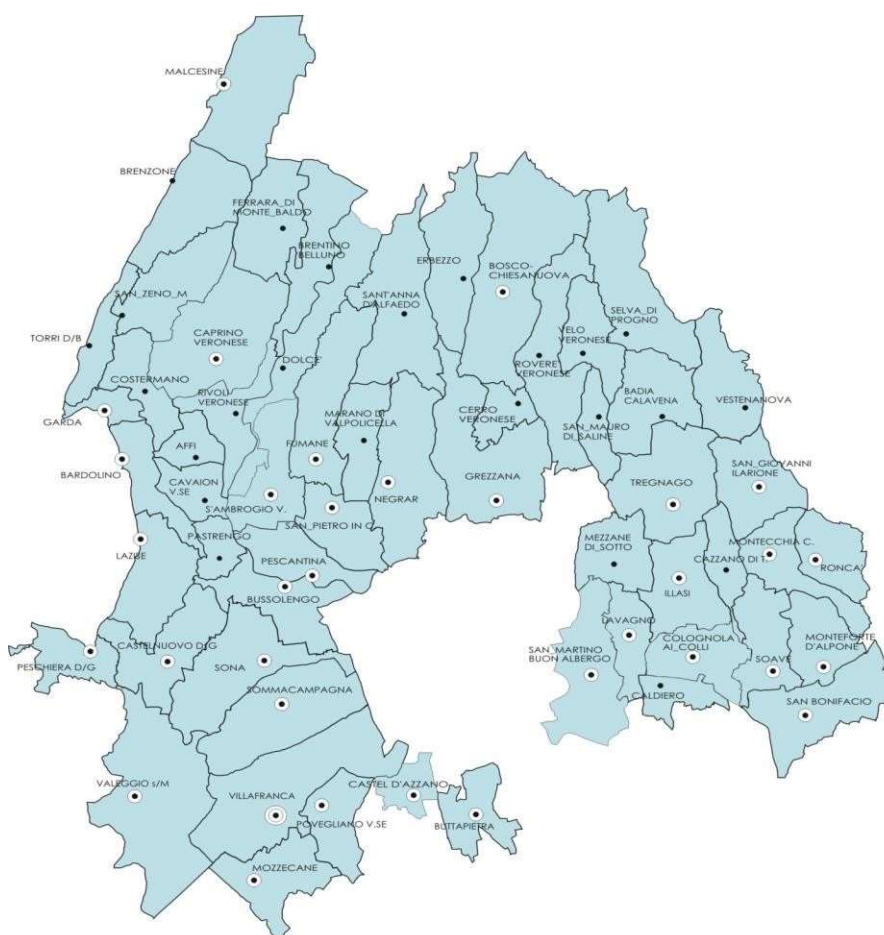 MALCESINE
BRENZONE
FERRARA_DI
MONTE_BALDO
BRENTINO
BELLUNO
ERBEZZO
BOSCO-
CHIESANUOVA
SAN_ZENO_M
SANT'ANNA
D'ALFAEDO
SELVA_DI
PROGNO
TORRI D/B
CAPRINO
VERONESE
DOLCE'
VELO
VERONESE
ROVERE'
VERONESE
COSTERMANO
RIVOLI
VERONESE
MARANO DI
VALPOLICELLA
CERRO
VERONESE
BADIA
CALAVENA
VESTENANOVA
GARDA
SAN_MAURO
DI_SALINE
AFFI
FUMANE
BARDOLINO
CAVAION
V.SE
S'AMBROGIO V.
NEGRAR
GREZZANA
TREGNAGO
SAN_GIOVANNI
ILARIONE
SAN_PIETRO IN C.
LAZISE
PASTRENGO
PESCANTINA
BUSSOLENGO
MEZZANE
DI_SOTTO
MONTECCHIA C.
CAZZANO DI T.
RONCA'
ILLASI
LAVAGNO
PESCHIERA D/G
CASTELNUOVO D/G
SONA
SAN_MARTINO
BUON ALBERGO
COLOGNOLA
AI_COLLI
SOAVE
MONTEFORTE
D'ALPONE
SOMMACAMPAGNA
CALDIERO
SAN BONIFACIO
VALEGGIO s/M
VILLAFRANCA
POVEGLIANO V.SE
CASTEL D'AZZANO
BUTTAPIETRA
MOZZECANE